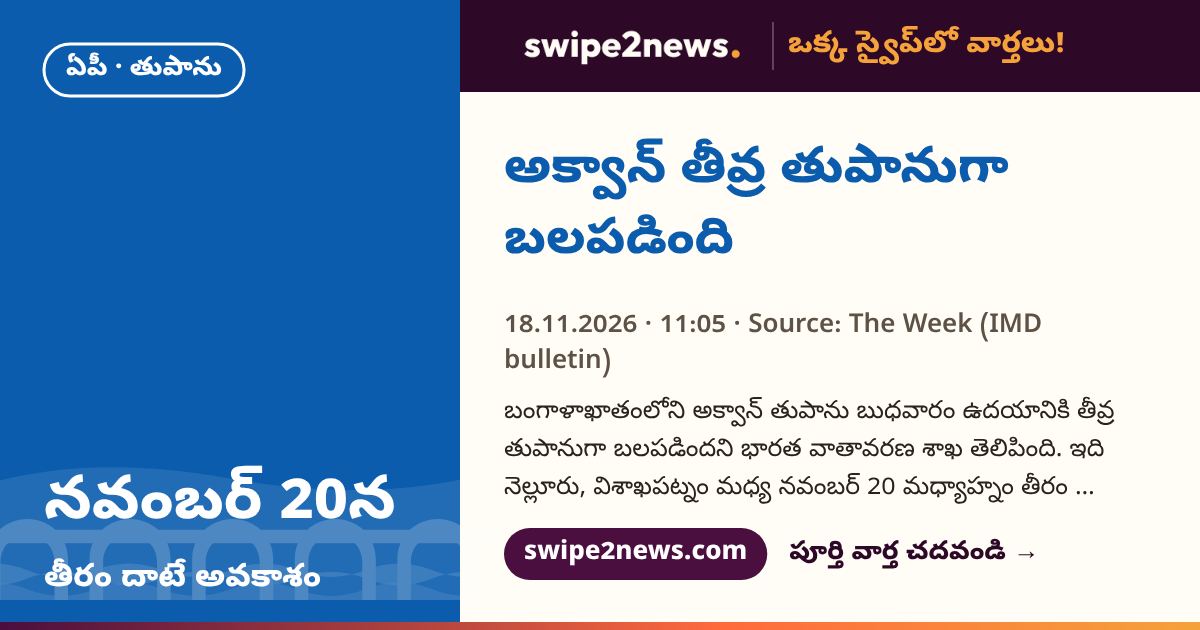 ఏపీ · తుపాను
నవంబర్ 20న
తీరం దాటే అవకాశం
swipe2news.
ఒక్క స్వైప్‌లో వార్తలు!
అక్వాన్ తీవ్ర తుపానుగా
బలపడింది
18.11.2026 · 11:05 · Source: The Week (IMD
bulletin)
బంగాళాఖాతంలోని అక్వాన్ తుపాను బుధవారం ఉదయానికి తీవ్ర
తుపానుగా బలపడిందని భారత వాతావరణ శాఖ తెలిపింది. ఇది
నెల్లూరు, విశాఖపట్నం మధ్య నవంబర్ 20 మధ్యాహ్నం తీరం ...
swipe2news.com
పూర్తి వార్త చదవండి →